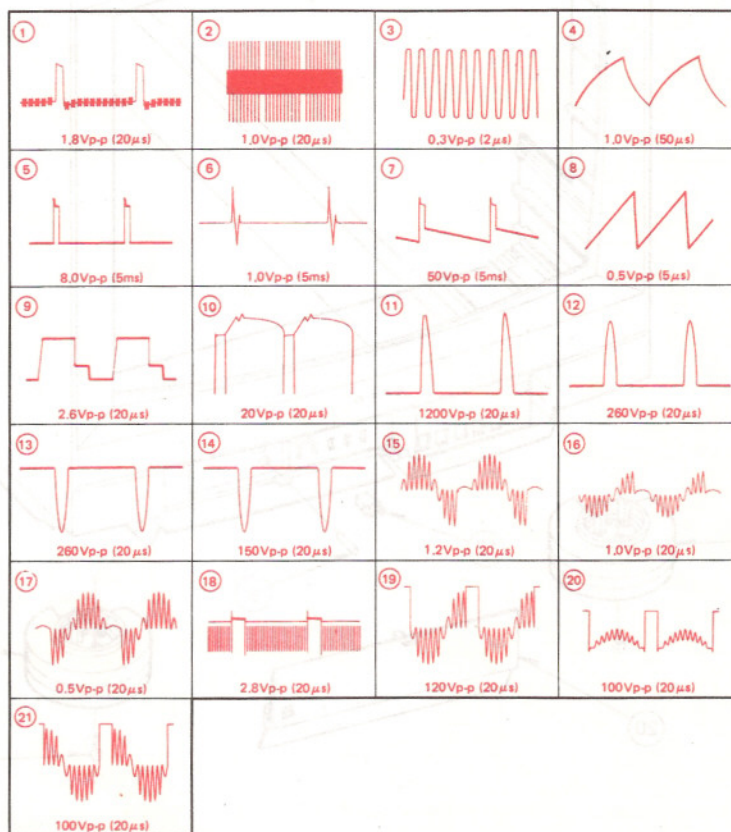 ① ② ③ ④
1.8Vp-p (20μs) 1.0Vp-p (20μs) 0.3Vp-p (2μs) 1.0Vp-p (50μs)
⑤ ⑥ ⑦ ⑧
8.0Vp-p (5ms) 1.0Vp-p (5ms) 50Vp-p (5ms) 0.5Vp-p (5μs)
⑨ ⑩ ⑪ ⑫
2.6Vp-p (20μs) 20Vp-p (20μs) 1200Vp-p (20μs) 260Vp-p (20μs)
⑬ ⑭ ⑮ ⑯
260Vp-p (20μs) 150Vp-p (20μs) 1.2Vp-p (20μs) 1.0Vp-p (20μs)
⑰ ⑱ ⑲ ⑳
0.5Vp-p (20μs) 2.8Vp-p (20μs) 120Vp-p (20μs) 100Vp-p (20μs)
㉑
100Vp-p (20μs)